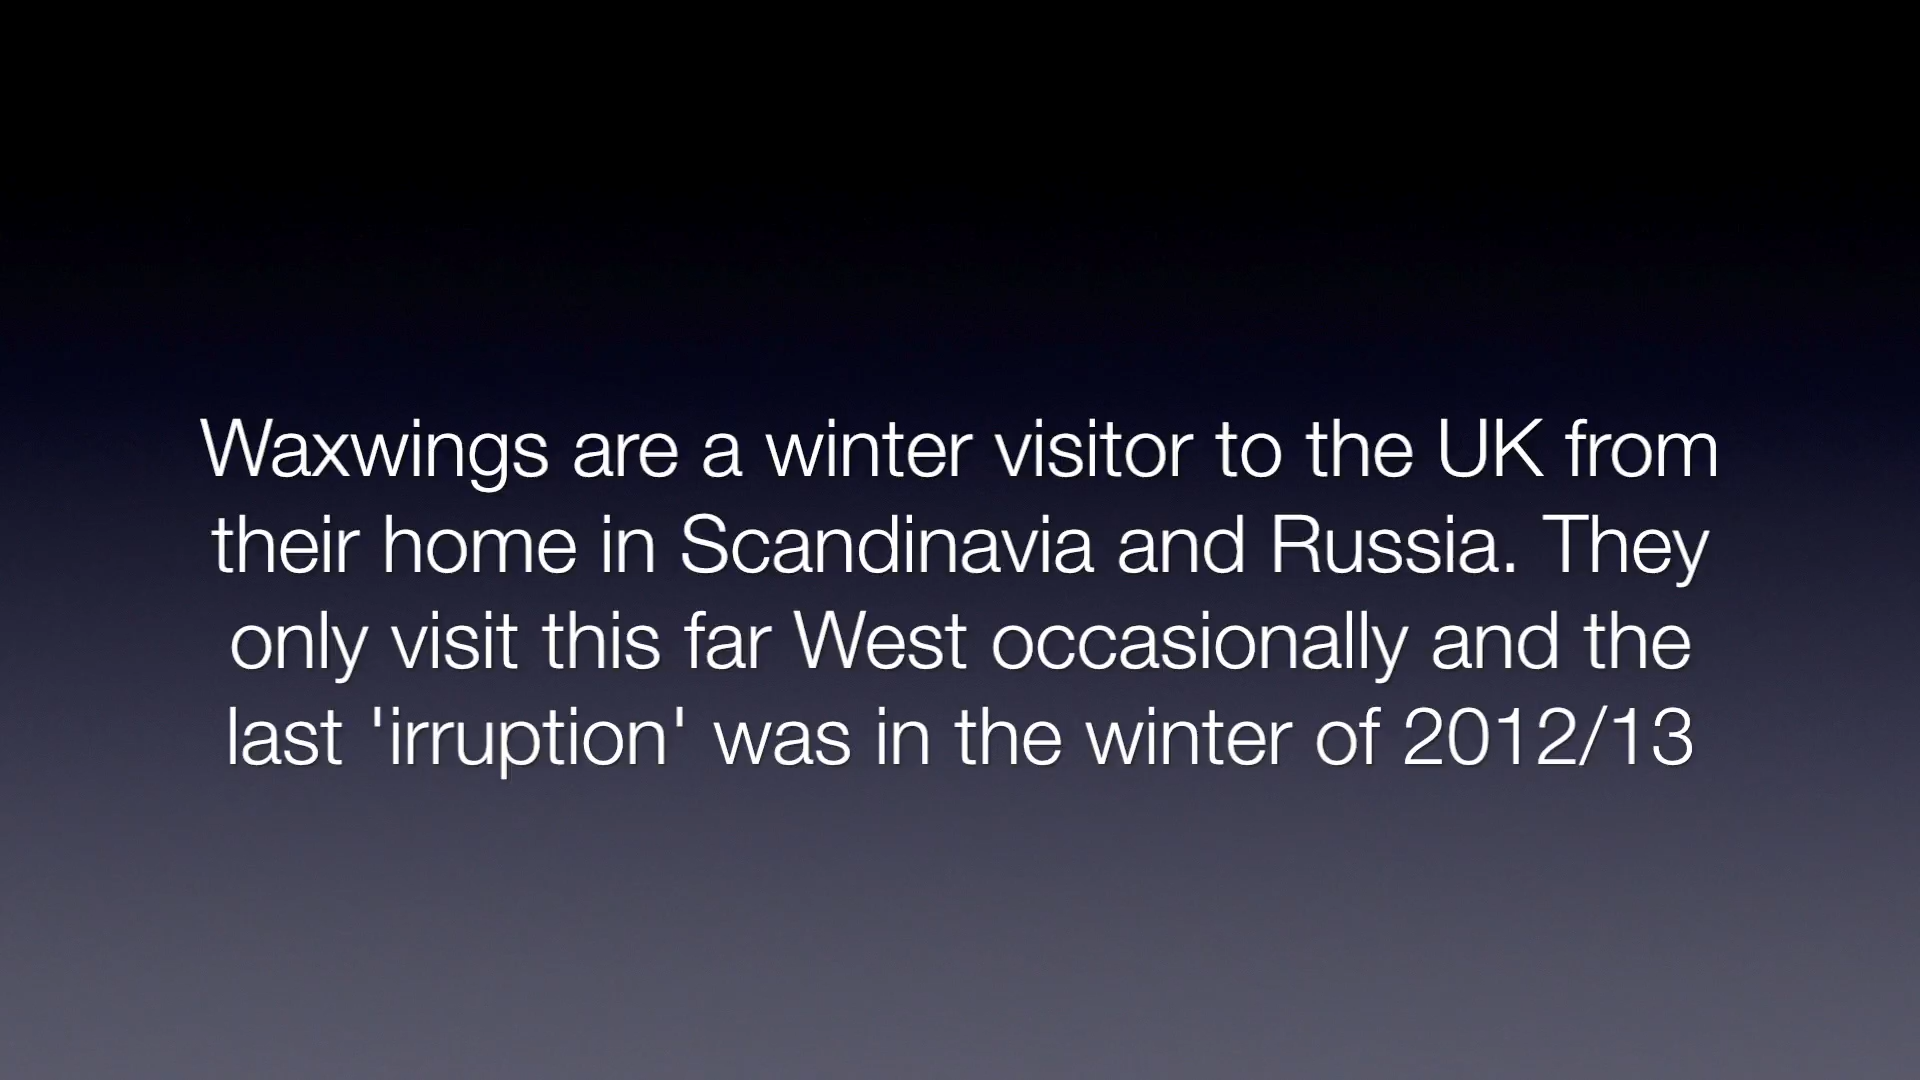 Waxwings are a winter visitor to the UK from
their home in Scandinavia and Russia. They
only visit this far West occasionally and the
last 'irruption' was in the winter of 2012/13